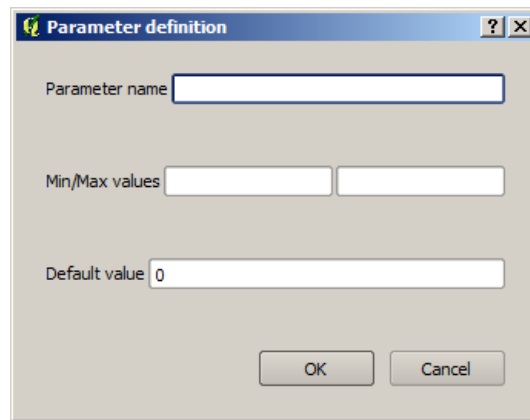 Parameter definition
Parameter name
Min/Max values
Default value 0
OK Cancel